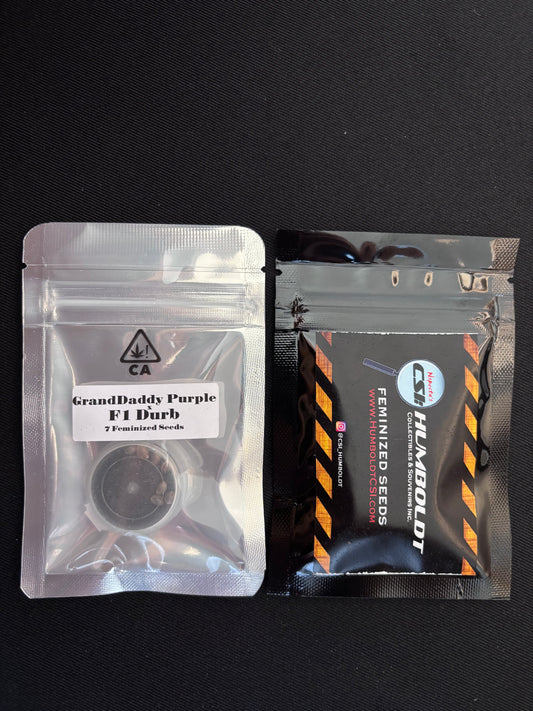 CA
GrandDaddy Purple
x
F1 Durb
7 Feminized Seeds
Nspecta's
CSI:
HUMBOLDT
COLLECTIBLES & SOUVENIRS INC.
FEMINIZED SEEDS
WWW.HUMBOLDTCSI.COM
@CSI_HUMBOLDT